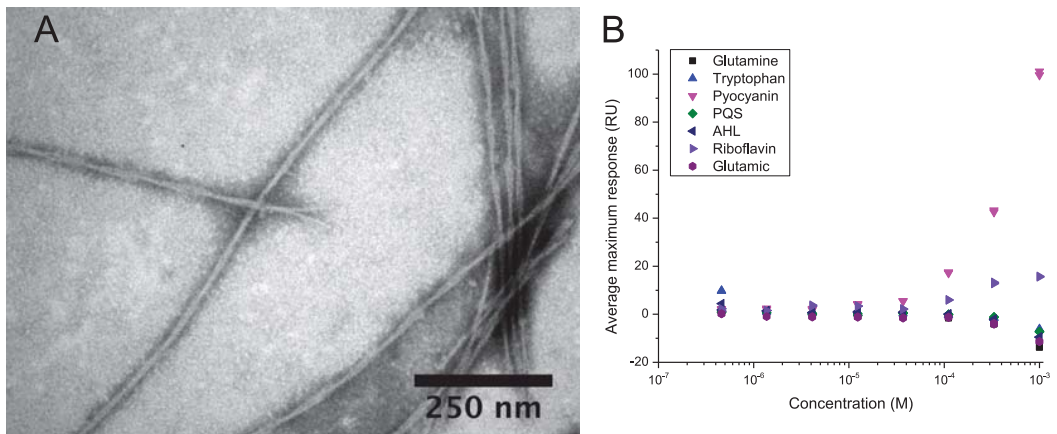 A
250 nm
B
Glutamine
Tryptophan
Pyocyanin
PQS
AHL
Riboflavin
Glutamic
Average maximum response (RU)
100
80
60
40
20
0
-20
10⁻⁷
10⁻⁶
10⁻⁵
10⁻⁴
10⁻³
Concentration (M)